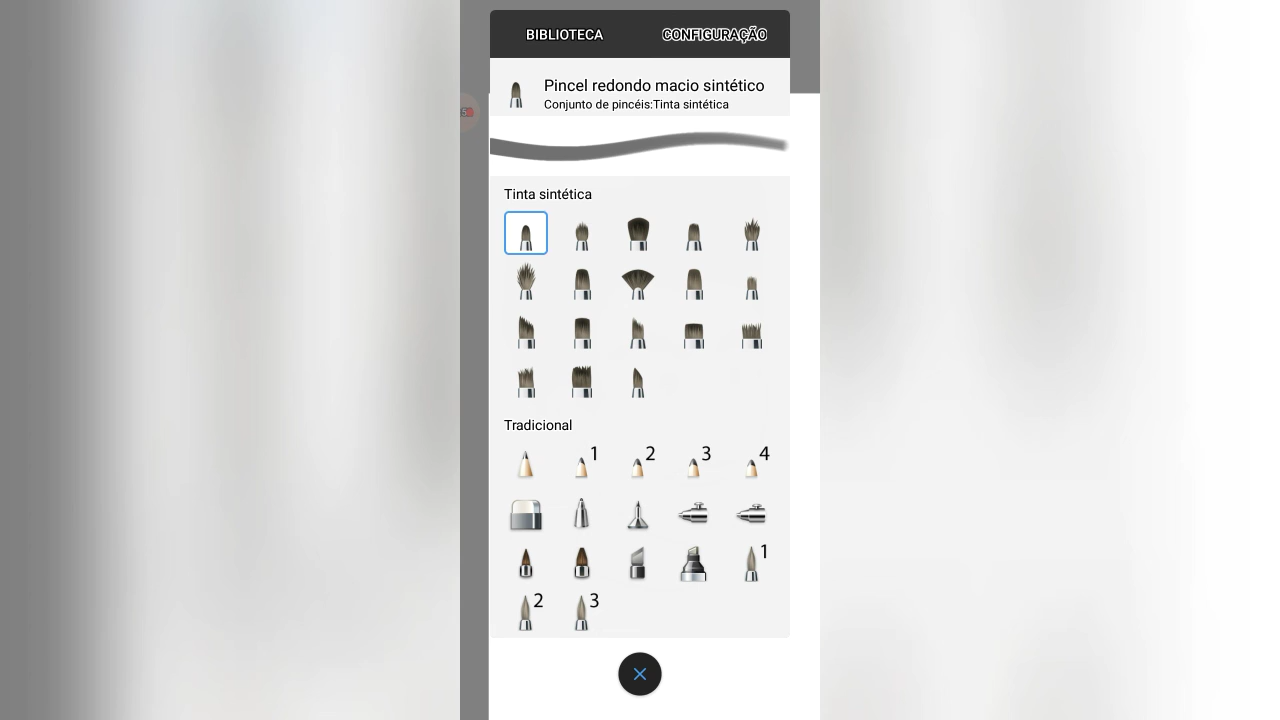 BIBLIOTECA CONFIGURAÇÃO
Pincel redondo macio sintético
Conjunto de pincéis:Tinta sintética
Tinta sintética
Tradicional
1 2 3 4
1
2 3